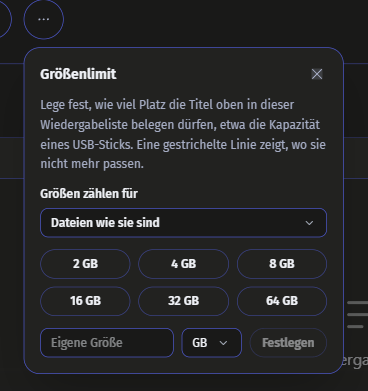 ...
Größenlimit
Lege fest, wie viel Platz die Titel oben in dieser
Wiedergabeliste belegen dürfen, etwa die Kapazität
eines USB-Sticks. Eine gestrichelte Linie zeigt, wo sie
nicht mehr passen.
Größen zählen für
Dateien wie sie sind
2 GB 4 GB 8 GB
16 GB 32 GB 64 GB
Eigene Größe GB Festlegen
erga